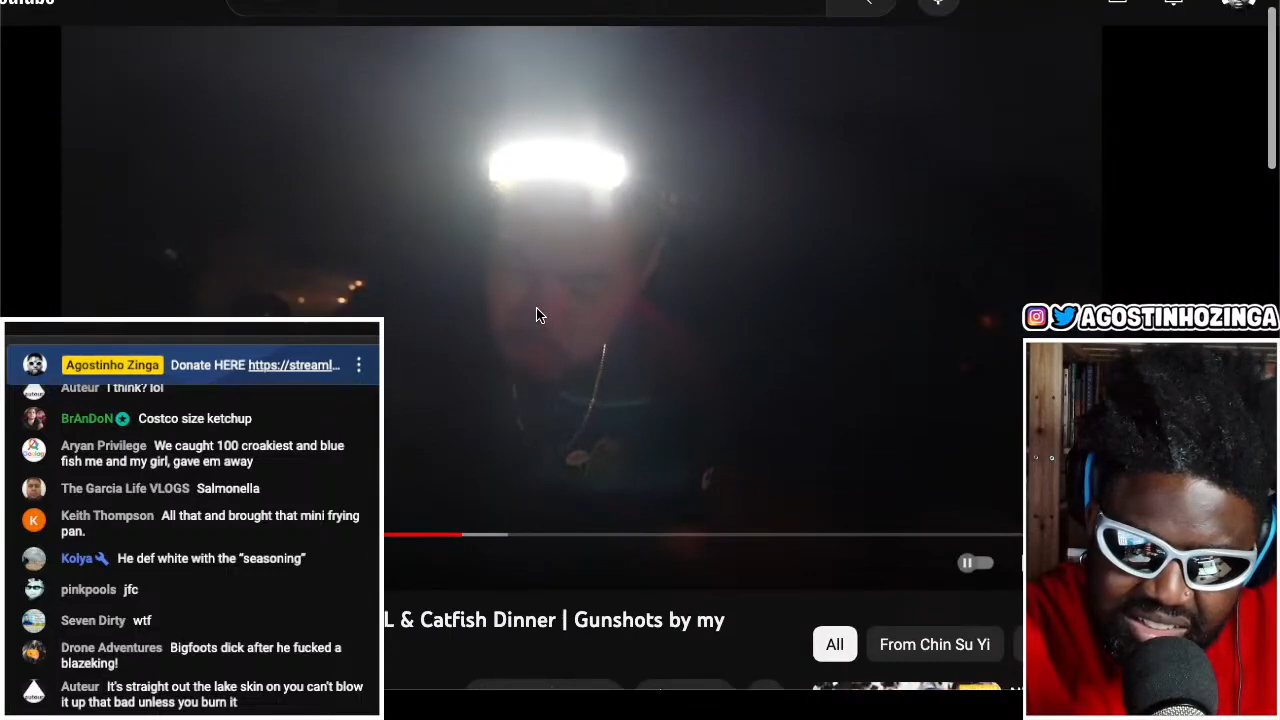 AGOSTINHOZINGA
Agostinho Zinga Donate HERE https://streaml...
Auteur I think? lol
BrAnDoN Costco size ketchup
Aryan Privilege We caught 100 croakiest and blue
fish me and my girl, gave em away
The Garcia Life VLOGS Salmonella
Keith Thompson All that and brought that mini frying
pan.
Kolya He def white with the “seasoning”
pinkpools jfc
Seven Dirty wtf
Drone Adventures Bigfoots dick after he fucked a
blazeking!
Auteur It's straight out the lake skin on you can't blow
it up that bad unless you burn it
L & Catfish Dinner | Gunshots by my
All
From Chin Su Yi